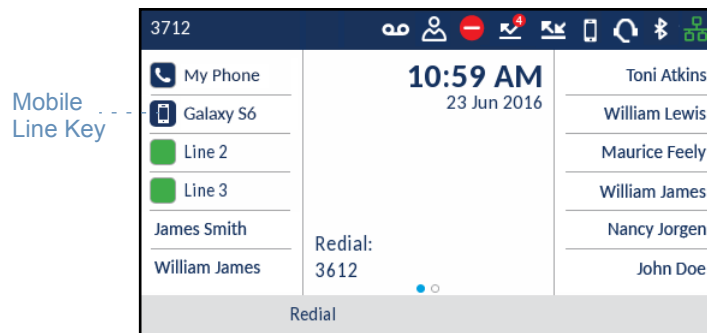 3712
4
Mobile
Line Key
My Phone
Galaxy S6
Line 2
Line 3
James Smith
William James
10:59 AM
23 Jun 2016
Redial:
3612
Toni Atkins
William Lewis
Maurice Feely
William James
Nancy Jorgen
John Doe
Redial